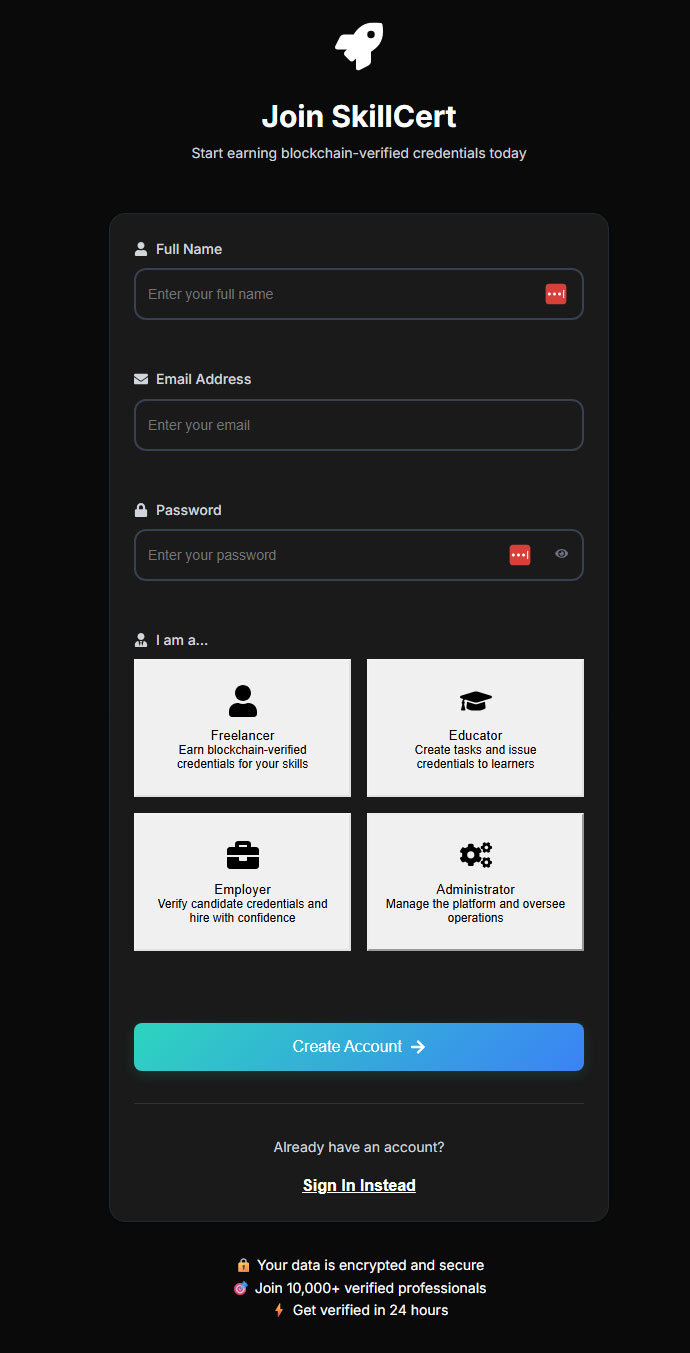 Join SkillCert
Start earning blockchain-verified credentials today
Full Name
Enter your full name
Email Address
Enter your email
Password
Enter your password
I am a...
Freelancer
Earn blockchain-verified
credentials for your skills
Educator
Create tasks and issue
credentials to learners
Employer
Verify candidate credentials and
hire with confidence
Administrator
Manage the platform and oversee
operations
Create Account
Already have an account?
Sign In Instead
Your data is encrypted and secure
Join 10,000+ verified professionals
Get verified in 24 hours